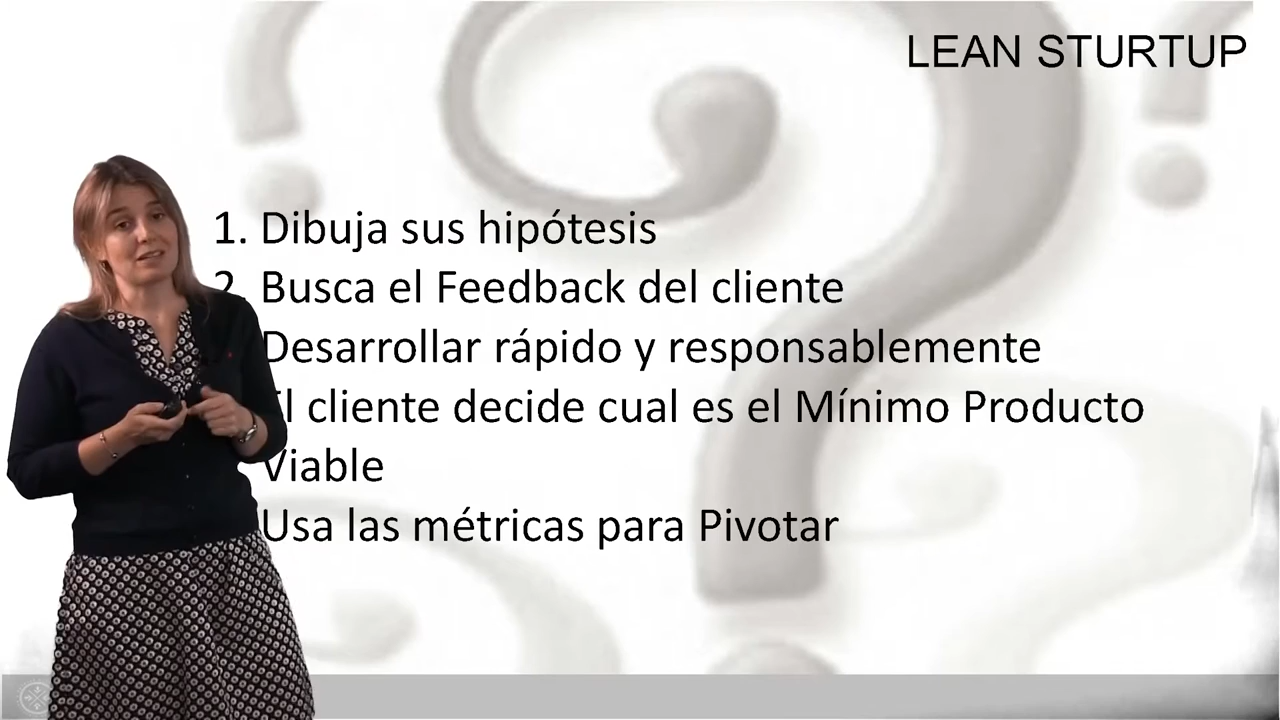 LEAN STURTUP
1. Dibuja sus hipótesis
2. Busca el Feedback del cliente
Desarrollar rápido y responsablemente
El cliente decide cual es el Mínimo Producto
Viable
Usa las métricas para Pivotar